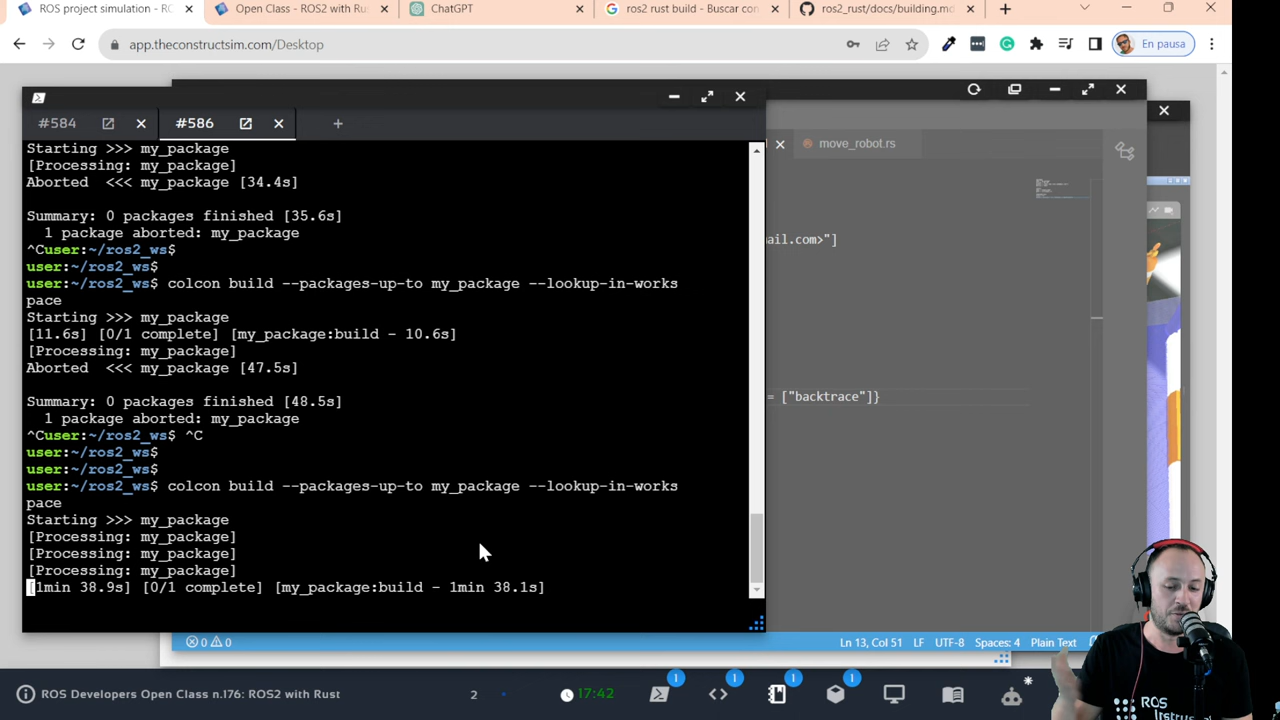 ROS project simulation - RC
Open Class - ROS2 with Rust
ChatGPT
ros2 rust build - Buscar con
ros2_rust/docs/building.md
app.theconstructsim.com/Desktop
En pausa
#584
#586
move_robot.rs
Starting >>> my_package
[Processing: my_package]
Aborted <<< my_package [34.4s]
Summary: 0 packages finished [35.6s]
1 package aborted: my_package
^Cuser:~/ros2_ws$
user:~/ros2_ws$
user:~/ros2_ws$ colcon build --packages-up-to my_package --lookup-in-works
pace
Starting >>> my_package
[11.6s] [0/1 complete] [my_package:build - 10.6s]
[Processing: my_package]
Aborted <<< my_package [47.5s]
Summary: 0 packages finished [48.5s]
1 package aborted: my_package
^Cuser:~/ros2_ws$ ^C
user:~/ros2_ws$
user:~/ros2_ws$
user:~/ros2_ws$ colcon build --packages-up-to my_package --lookup-in-works
pace
Starting >>> my_package
[Processing: my_package]
[Processing: my_package]
[Processing: my_package]
[1min 38.9s] [0/1 complete] [my_package:build - 1min 38.1s]
ail.com>"]
= ["backtrace"]}
0 0
Ln 13, Col 51
LF
UTF-8
Spaces: 4
Plain Text
ROS Developers Open Class n.176: ROS2 with Rust
2
17:42
1
1
1
1
ROS